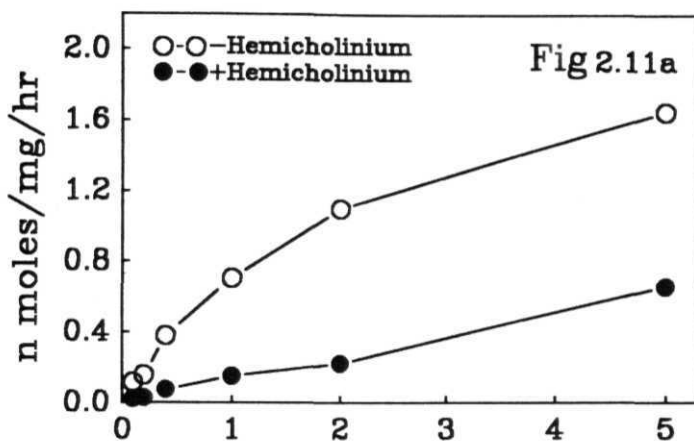 n moles/mg/hr
2.0
1.6
1.2
0.8
0.4
0.0
○-○-Hemicholinium
●-●+Hemicholinium
Fig 2.11a
0 1 2 3 4 5